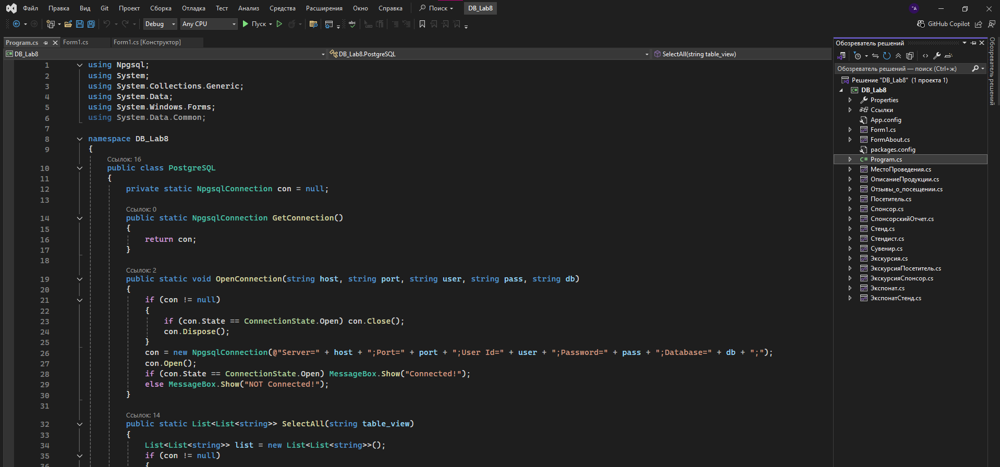 Файл Правка Вид Git Проект Сборка Отладка Тест Анализ Средства Расширения Окно Справка Поиск DB_Lab8 ТА
Debug Any CPU Пуск abc GitHub Copilot
Program.cs Form1.cs Form1.cs [Конструктор]
C# DB_Lab8 DB_Lab8.PostgreSQL SelectAll(string table_view)
1 using Npgsql;
2 using System;
3 using System.Collections.Generic;
4 using System.Data;
5 using System.Windows.Forms;
6 using System.Data.Common;
7
8 namespace DB_Lab8
9 {
Ссылок: 16
10 public class PostgreSQL
11 {
12 private static NpgsqlConnection con = null;
13
Ссылок: 0
14 public static NpgsqlConnection GetConnection()
15 {
16 return con;
17 }
18
Ссылок: 2
19 public static void OpenConnection(string host, string port, string user, string pass, string db)
20 {
21 if (con != null)
22 {
23 if (con.State == ConnectionState.Open) con.Close();
24 con.Dispose();
25 }
26 con = new NpgsqlConnection(@"Server=" + host + ";Port=" + port + ";User Id=" + user + ";Password=" + pass + ";Database=" + db + ";");
27 con.Open();
28 if (con.State == ConnectionState.Open) MessageBox.Show("Connected!");
29 else MessageBox.Show("NOT Connected!");
30 }
31
Ссылок: 14
32 public static List<List<string>> SelectAll(string table_view)
33 {
34 List<List<string>> list = new List<List<string>>();
35 if (con != null)
36 {
Обозреватель решений
Обозреватель решений — поиск (Ctrl+ж)
Решение "DB_Lab8" (1 проекта 1)
C# DB_Lab8
Properties
Ссылки
App.config
Form1.cs
FormAbout.cs
packages.config
C# Program.cs
МестоПроведения.cs
ОписаниеПродукции.cs
Отзывы_о_посещении.cs
Посетитель.cs
Спонсор.cs
СпонсорскийОтчет.cs
Стенд.cs
Стендист.cs
Сувенир.cs
Экскурсия.cs
ЭкскурсияПосетитель.cs
ЭкскурсияСпонсор.cs
Экспонат.cs
ЭкспонатСтенд.cs
Обозреватель решений